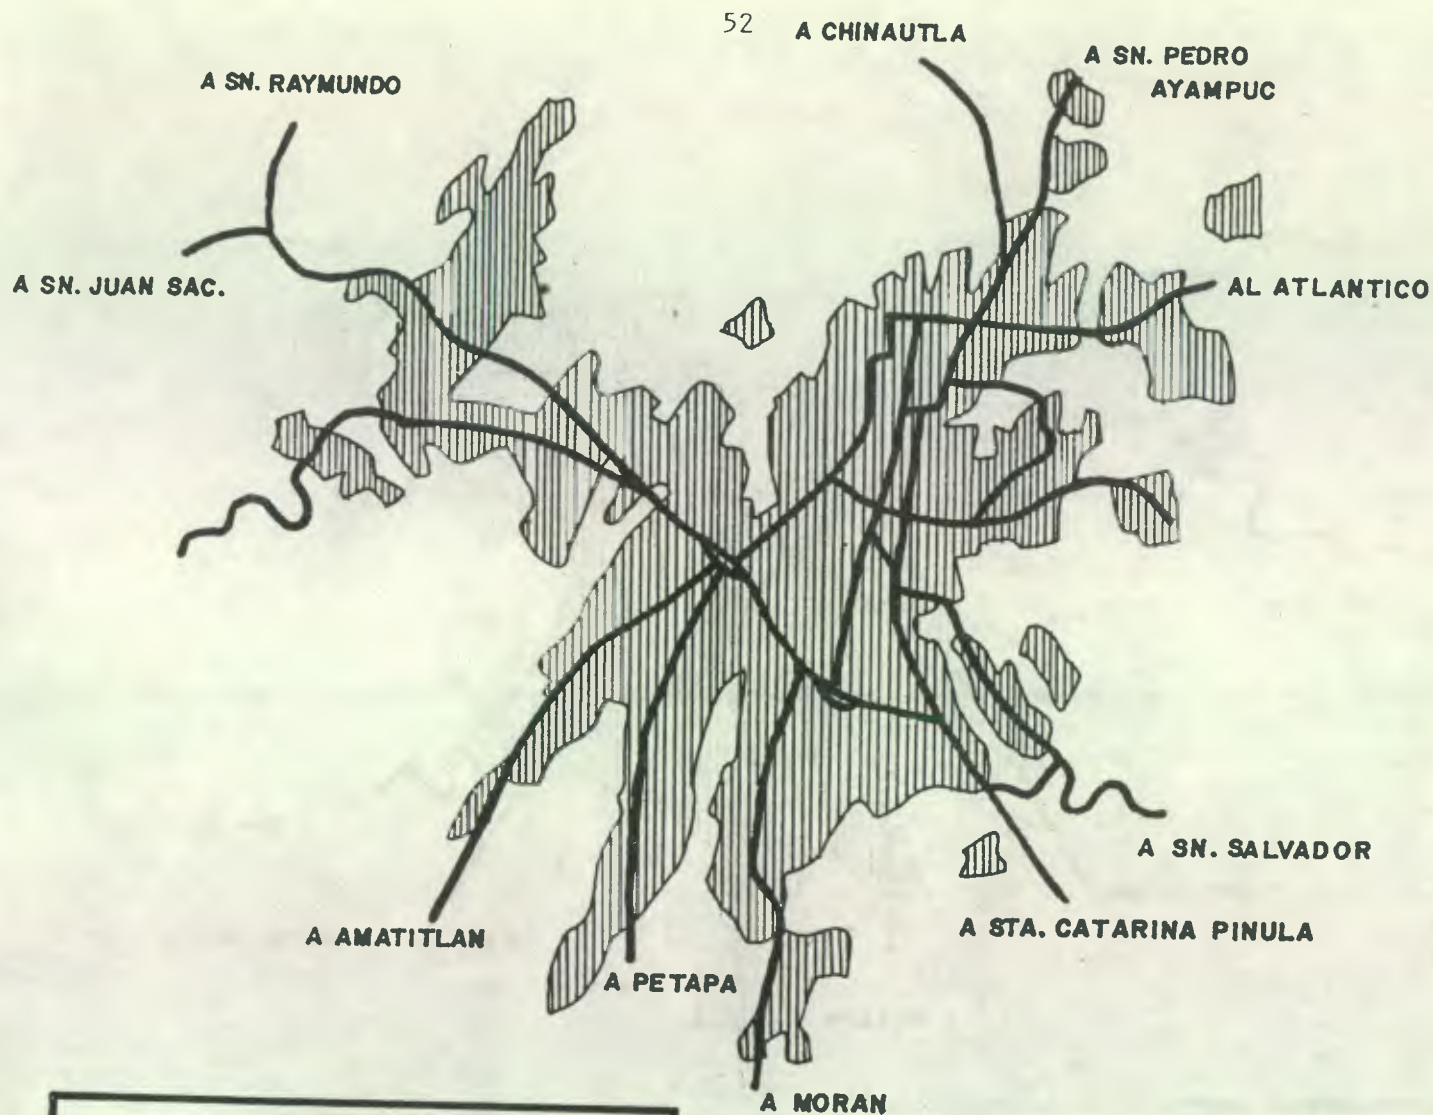 52
A CHINAUTLA
A SN. PEDRO
AYAMPUC
A SN. RAYMUNDO
A SN. JUAN SAC.
AL ATLANTICO
A SN. SALVADOR
A STA. CATARINA PINULA
A AMATITLAN
A PETAPA
A MORAN